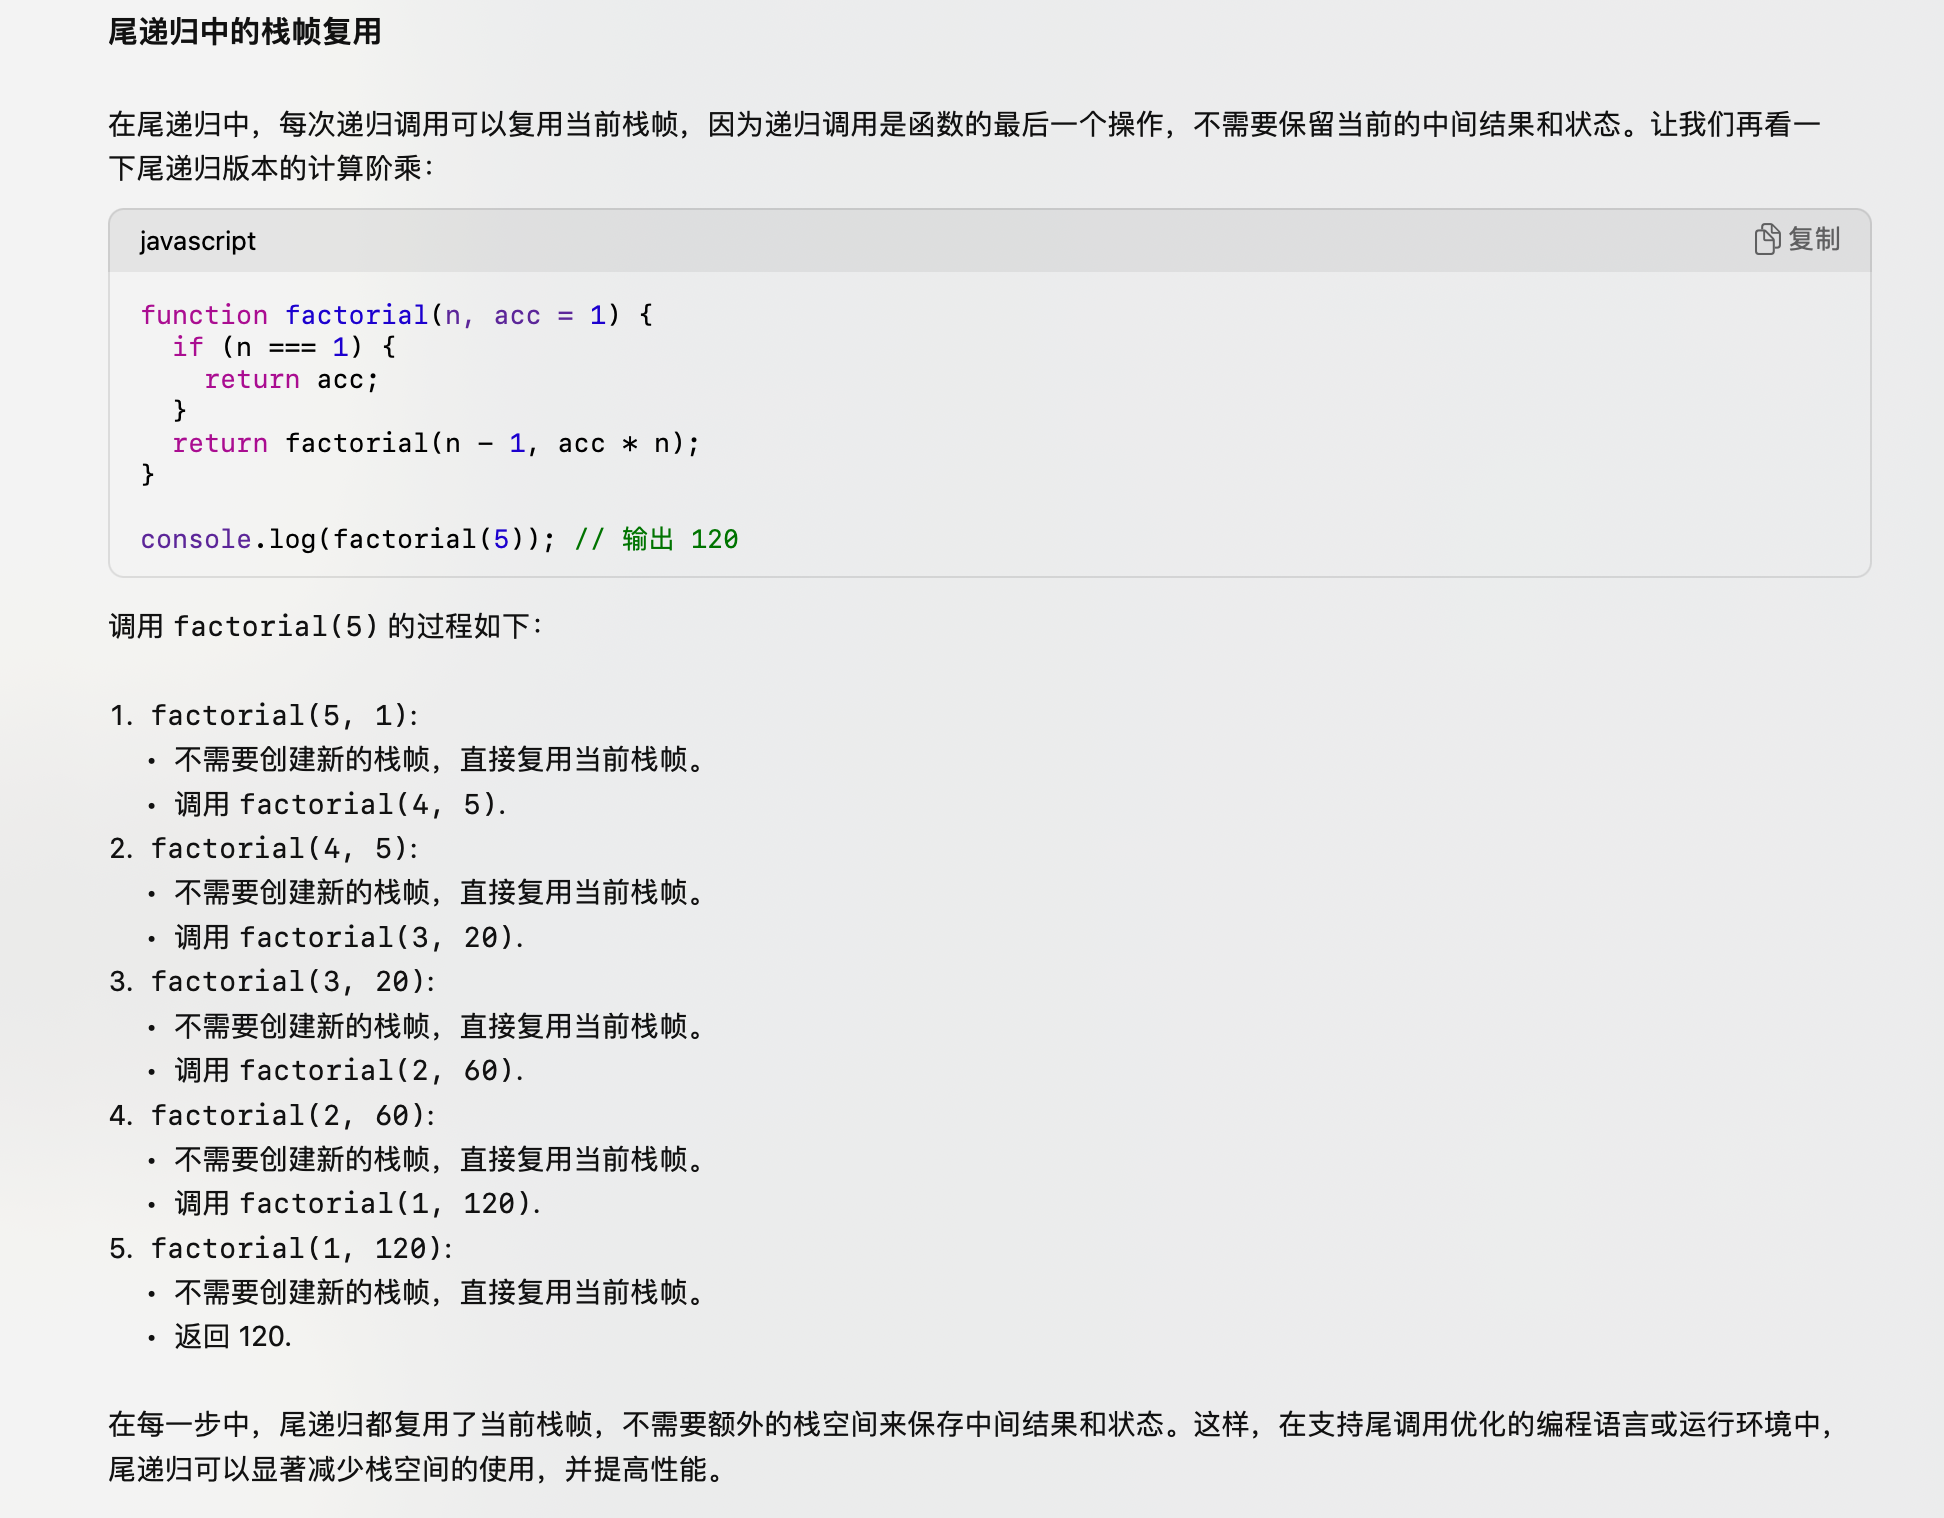 尾递归中的栈帧复用
在尾递归中，每次递归调用可以复用当前栈帧，因为递归调用是函数的最后一个操作，不需要保留当前的中间结果和状态。让我们再看一
下尾递归版本的计算阶乘：
javascript
复制
function factorial(n, acc = 1) {
  if (n === 1) {
    return acc;
  }
  return factorial(n - 1, acc * n);
}
console.log(factorial(5)); // 输出 120
调用 factorial(5) 的过程如下：
1. factorial(5, 1):
• 不需要创建新的栈帧，直接复用当前栈帧。
• 调用 factorial(4, 5).
2. factorial(4, 5):
• 不需要创建新的栈帧，直接复用当前栈帧。
• 调用 factorial(3, 20).
3. factorial(3, 20):
• 不需要创建新的栈帧，直接复用当前栈帧。
• 调用 factorial(2, 60).
4. factorial(2, 60):
• 不需要创建新的栈帧，直接复用当前栈帧。
• 调用 factorial(1, 120).
5. factorial(1, 120):
• 不需要创建新的栈帧，直接复用当前栈帧。
• 返回 120.
在每一步中，尾递归都复用了当前栈帧，不需要额外的栈空间来保存中间结果和状态。这样，在支持尾调用优化的编程语言或运行环境中，
尾递归可以显著减少栈空间的使用，并提高性能。